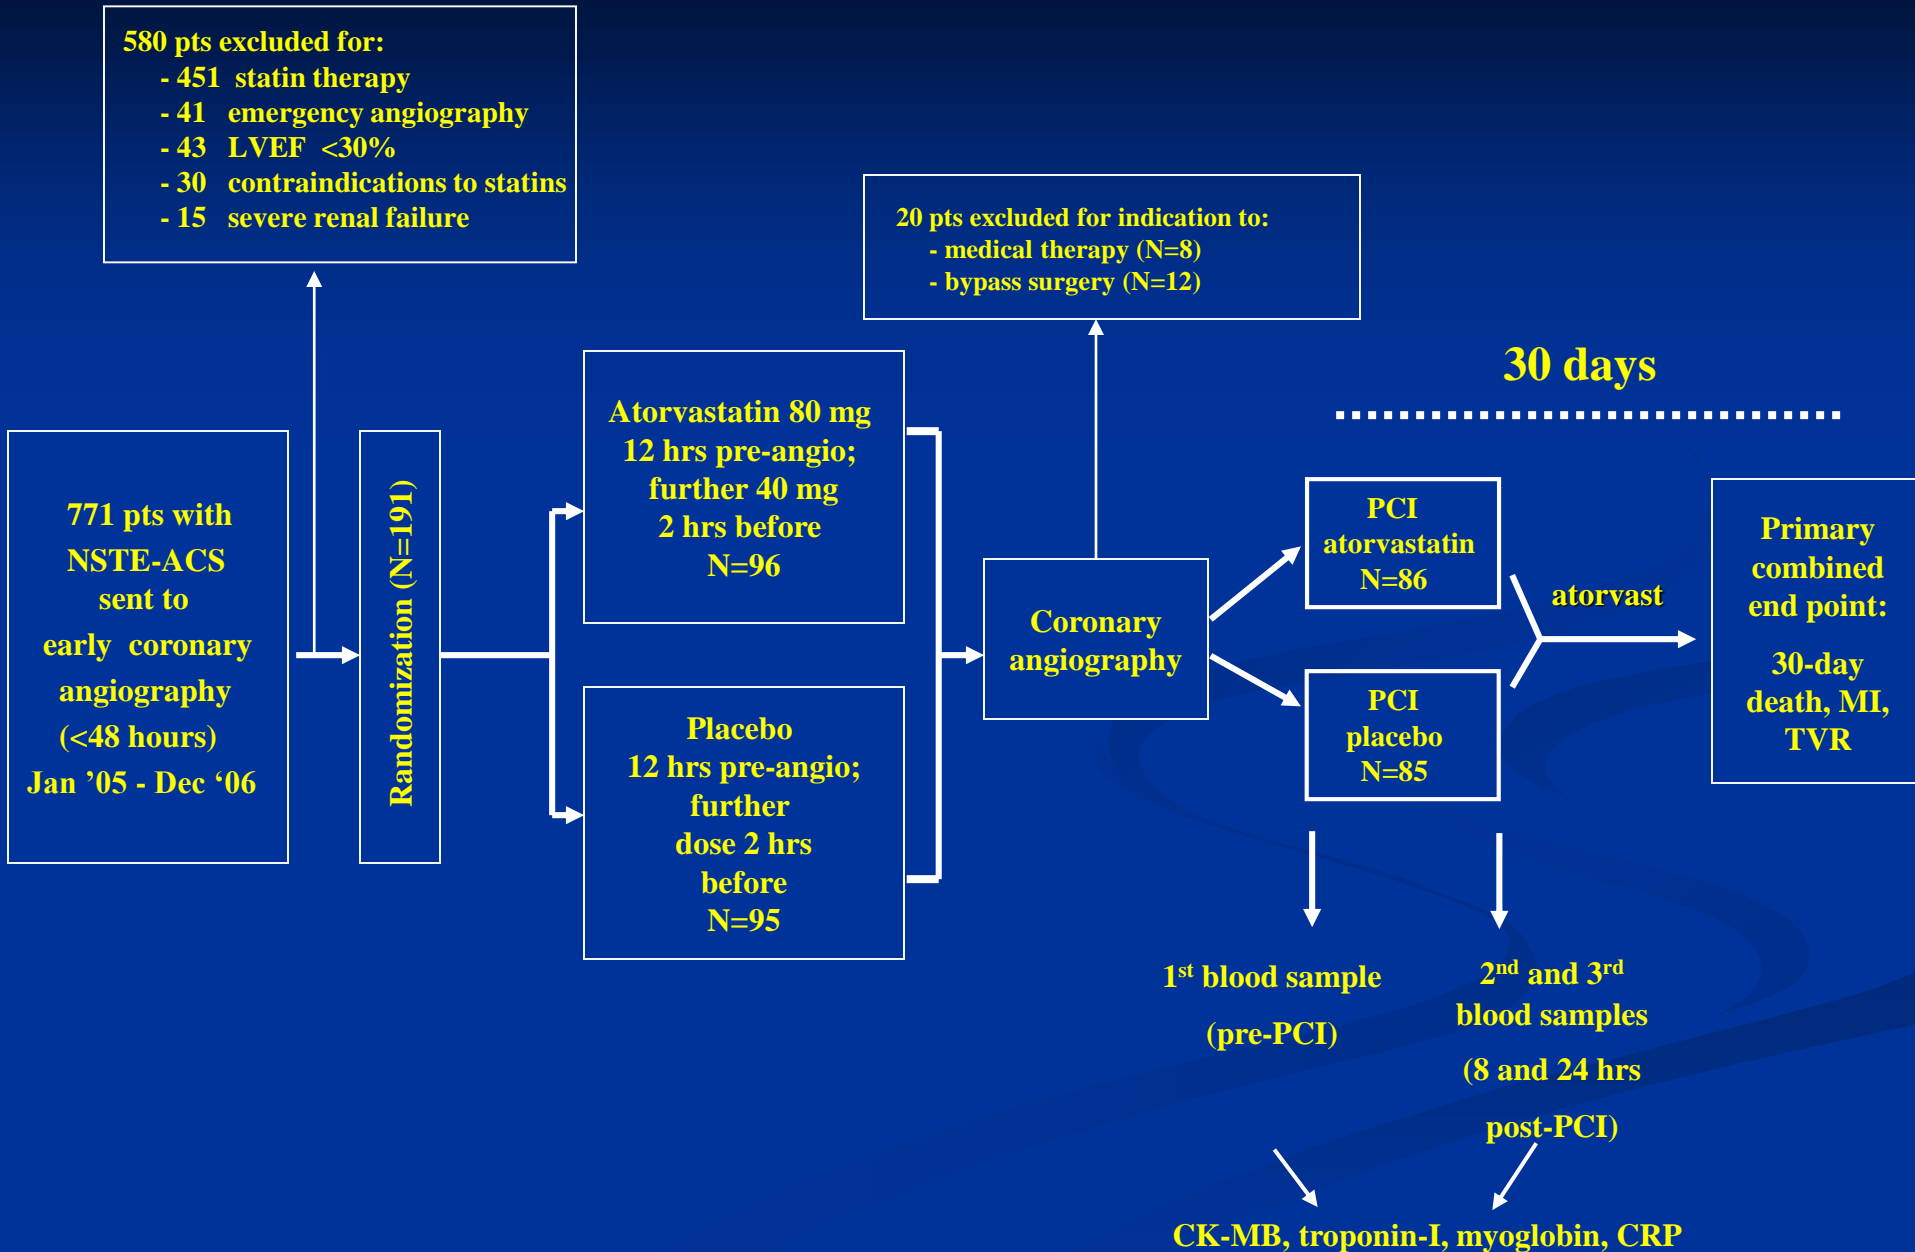 580 pts excluded for:
- 451 statin therapy
- 41 emergency angiography
- 43 LVEF <30%
- 30 contraindications to statins
- 15 severe renal failure
20 pts excluded for indication to:
- medical therapy (N=8)
- bypass surgery (N=12)
30 days
771 pts with
NSTE-ACS
sent to
early coronary
angiography
(<48 hours)
Jan ’05 - Dec ‘06
Randomization (N=191)
Atorvastatin 80 mg
12 hrs pre-angio;
further 40 mg
2 hrs before
N=96
Placebo
12 hrs pre-angio;
further
dose 2 hrs
before
N=95
Coronary
angiography
PCI
atorvastatin
N=86
PCI
placebo
N=85
atorvast
Primary
combined
end point:
30-day
death, MI,
TVR
1st blood sample
(pre-PCI)
2nd and 3rd
blood samples
(8 and 24 hrs
post-PCI)
CK-MB, troponin-I, myoglobin, CRP